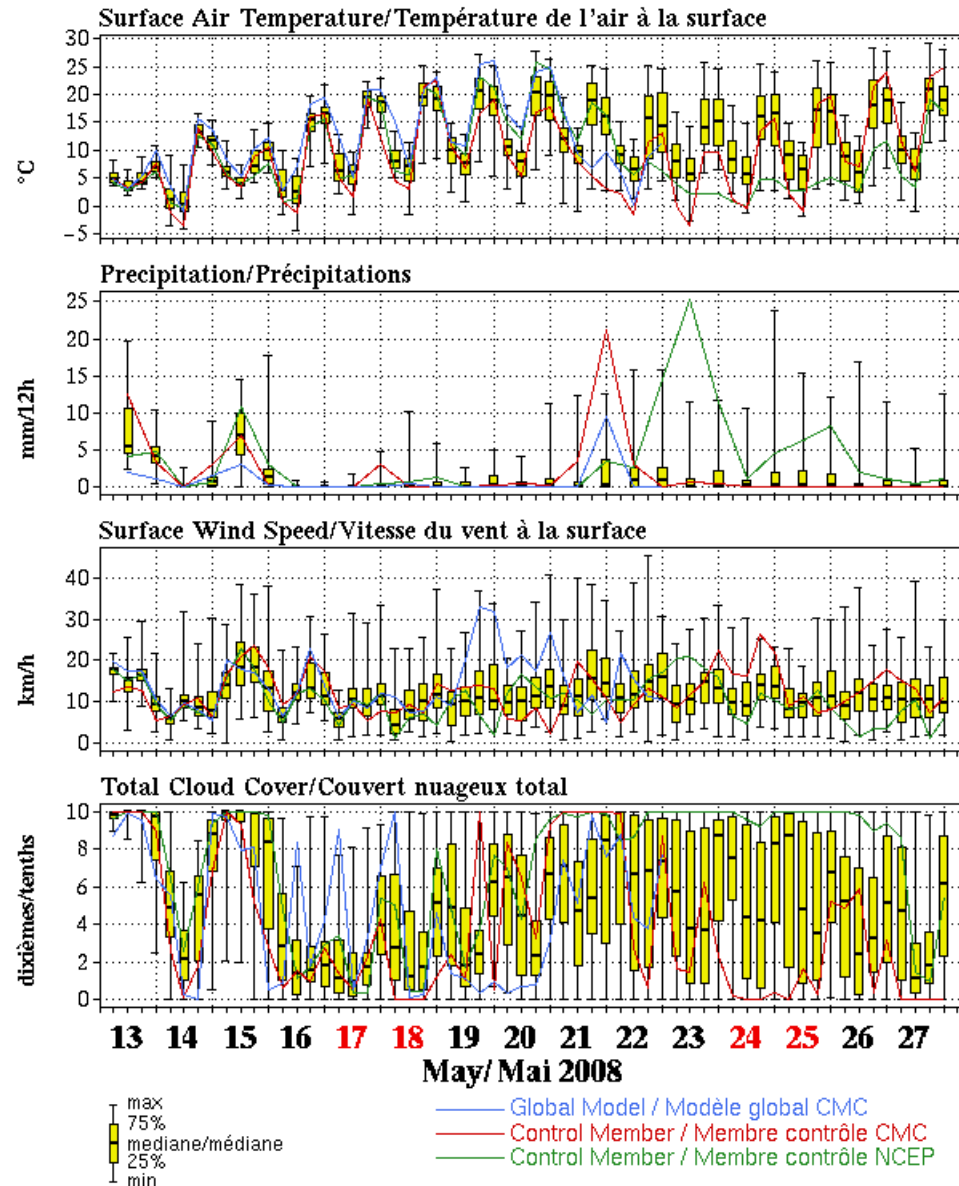 Surface Air Temperature/Température de l'air à la surface
30
25
20
15
10
5
0
-5
°C
Precipitation/Précipitations
25
20
15
10
5
0
mm/12h
Surface Wind Speed/Vitesse du vent à la surface
40
30
20
10
0
km/h
Total Cloud Cover/Couvert nuageux total
10
8
6
4
2
0
dixièmes/tenths
13 14 15 16 17 18 19 20 21 22 23 24 25 26 27
May/ Mai 2008
max
75%
mediane/médiane
25%
min
Global Model / Modèle global CMC
Control Member / Membre contrôle CMC
Control Member / Membre contrôle NCEP